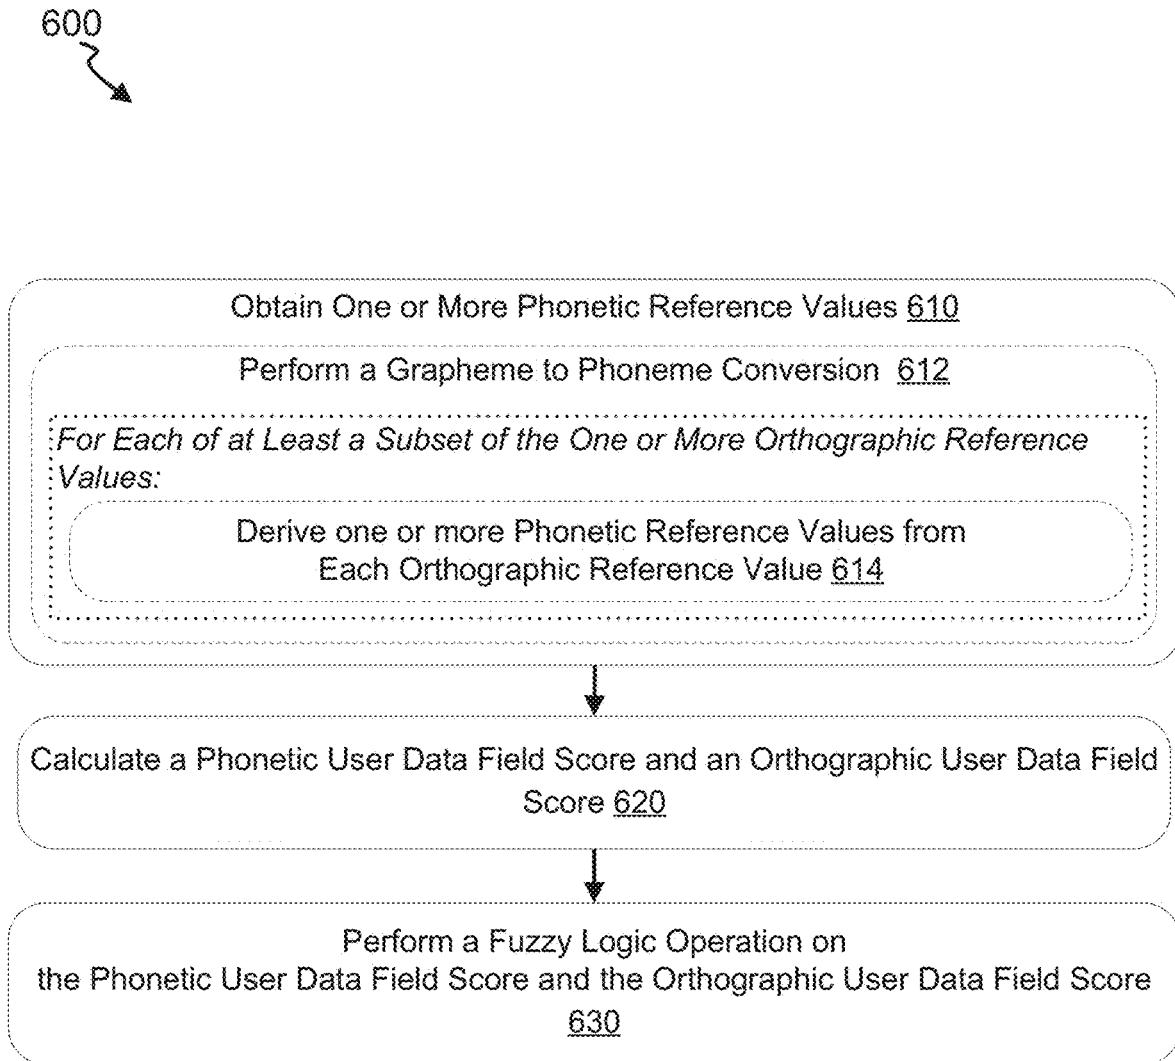 600
Obtain One or More Phonetic Reference Values 610
Perform a Grapheme to Phoneme Conversion 612
For Each of at Least a Subset of the One or More Orthographic Reference
Values:
Derive one or more Phonetic Reference Values from
Each Orthographic Reference Value 614
Calculate a Phonetic User Data Field Score and an Orthographic User Data Field
Score 620
Perform a Fuzzy Logic Operation on
the Phonetic User Data Field Score and the Orthographic User Data Field Score
630